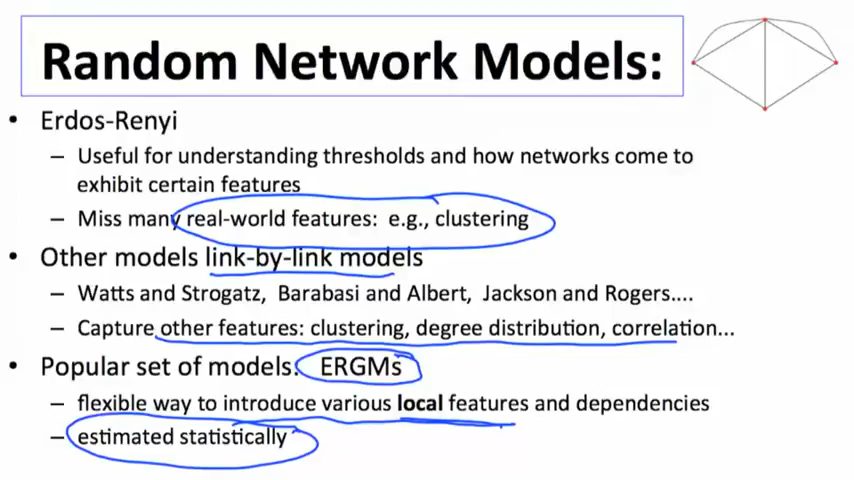 Random Network Models:
• Erdos-Renyi
– Useful for understanding thresholds and how networks come to
exhibit certain features
– Miss many real-world features: e.g., clustering
• Other models link-by-link models
– Watts and Strogatz, Barabasi and Albert, Jackson and Rogers....
– Capture other features: clustering, degree distribution, correlation...
• Popular set of models: ERGMs
– flexible way to introduce various local features and dependencies
– estimated statistically